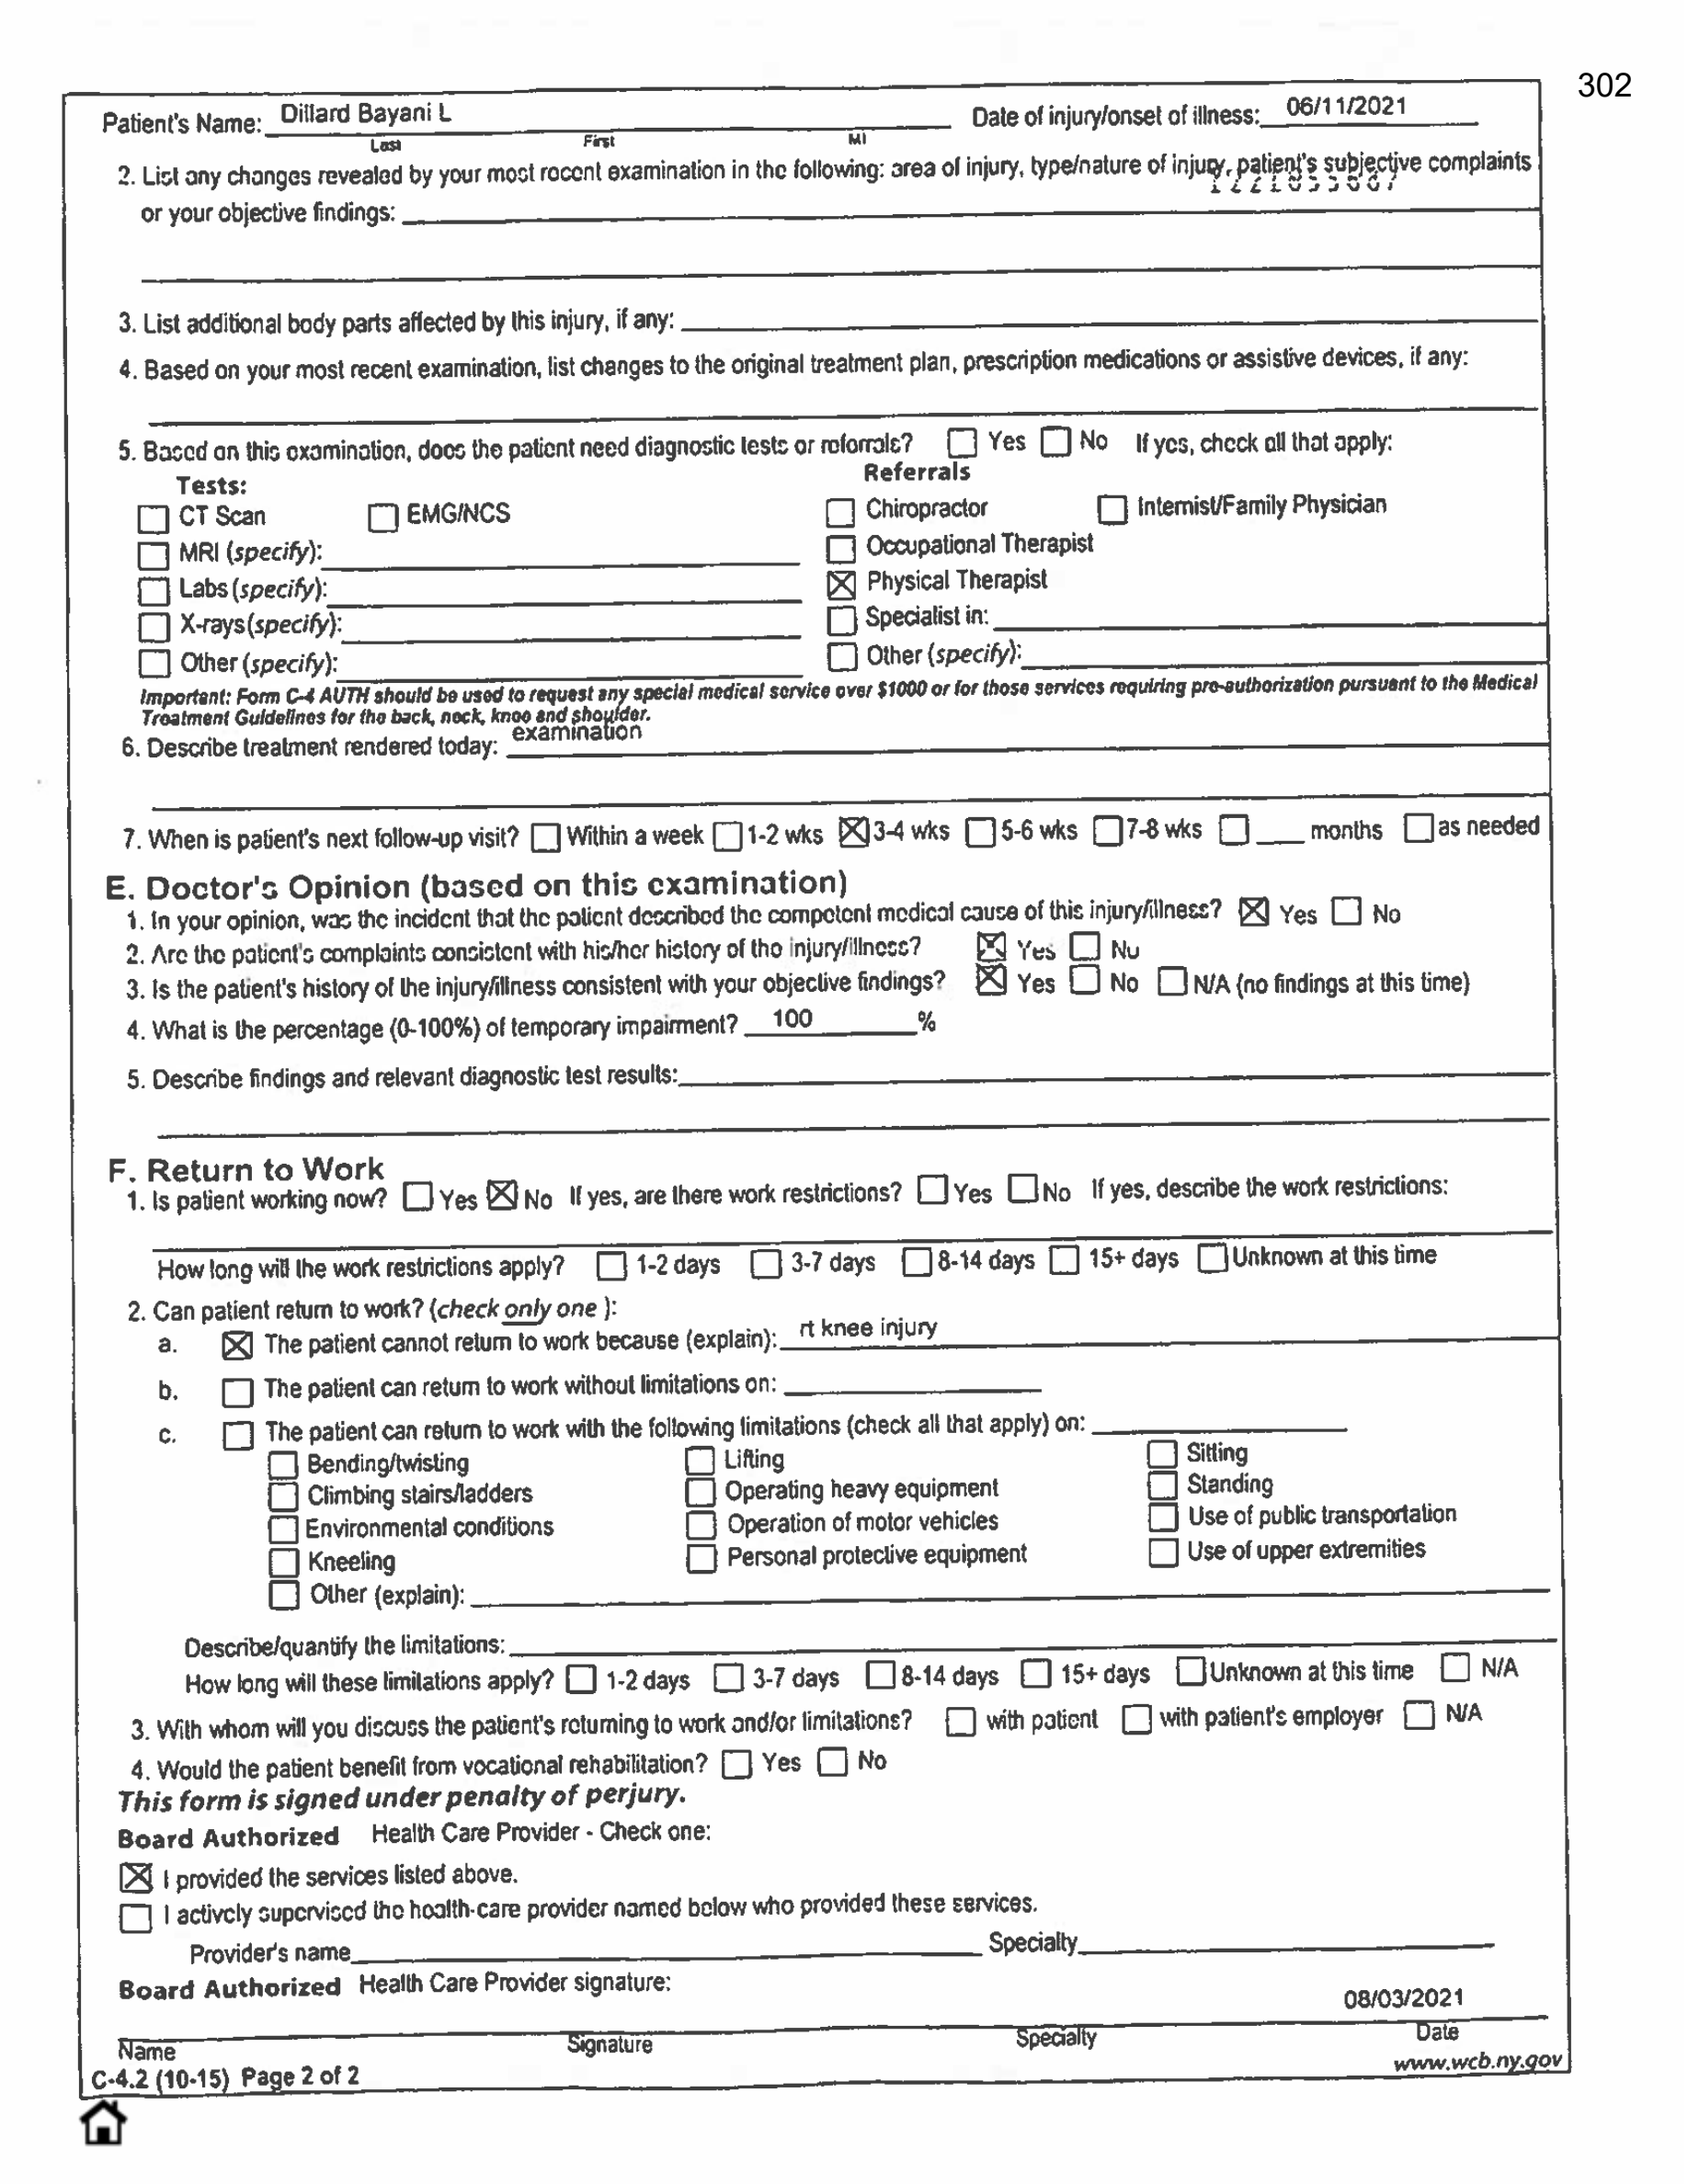 302
Patient's Name: Dillard Bayani L Date of injury/onset of illness: 06/11/2021
Last First MI
2. List any changes revealed by your most recent examination in the following: area of injury, type/nature of injury, patient's subjective complaints
or your objective findings:
3. List additional body parts affected by this injury, if any:
4. Based on your most recent examination, list changes to the original treatment plan, prescription medications or assistive devices, if any:
5. Based on this examination, does the patient need diagnostic tests or referrals? ☐ Yes ☐ No If yes, check all that apply:
Tests: Referrals
☐ CT Scan ☐ EMG/NCS ☐ Chiropractor ☐ Internist/Family Physician
☐ MRI (specify): ☐ Occupational Therapist
☐ Labs (specify): ☒ Physical Therapist
☐ X-rays (specify): ☐ Specialist in:
☐ Other (specify): ☐ Other (specify):
Important: Form C-4 AUTH should be used to request any special medical service over $1000 or for those services requiring pre-authorization pursuant to the Medical
Treatment Guidelines for the back, neck, knee and shoulder.
6. Describe treatment rendered today: examination
7. When is patient's next follow-up visit? ☐ Within a week ☐ 1-2 wks ☒ 3-4 wks ☐ 5-6 wks ☐ 7-8 wks ☐ ___ months ☐ as needed
E. Doctor's Opinion (based on this examination)
1. In your opinion, was the incident that the patient described the competent medical cause of this injury/illness? ☒ Yes ☐ No
2. Are the patient's complaints consistent with his/her history of the injury/illness? ☒ Yes ☐ No
3. Is the patient's history of the injury/illness consistent with your objective findings? ☒ Yes ☐ No ☐ N/A (no findings at this time)
4. What is the percentage (0-100%) of temporary impairment? 100 %
5. Describe findings and relevant diagnostic test results:
F. Return to Work
1. Is patient working now? ☐ Yes ☒ No If yes, are there work restrictions? ☐ Yes ☐ No If yes, describe the work restrictions:
How long will the work restrictions apply? ☐ 1-2 days ☐ 3-7 days ☐ 8-14 days ☐ 15+ days ☐ Unknown at this time
2. Can patient return to work? (check only one ):
a. ☒ The patient cannot return to work because (explain): rt knee injury
b. ☐ The patient can return to work without limitations on:
c. ☐ The patient can return to work with the following limitations (check all that apply) on:
☐ Bending/twisting ☐ Lifting ☐ Sitting
☐ Climbing stairs/ladders ☐ Operating heavy equipment ☐ Standing
☐ Environmental conditions ☐ Operation of motor vehicles ☐ Use of public transportation
☐ Kneeling ☐ Personal protective equipment ☐ Use of upper extremities
☐ Other (explain):
Describe/quantify the limitations:
How long will these limitations apply? ☐ 1-2 days ☐ 3-7 days ☐ 8-14 days ☐ 15+ days ☐ Unknown at this time ☐ N/A
3. With whom will you discuss the patient's returning to work and/or limitations? ☐ with patient ☐ with patient's employer ☐ N/A
4. Would the patient benefit from vocational rehabilitation? ☐ Yes ☐ No
This form is signed under penalty of perjury.
Board Authorized Health Care Provider - Check one:
☒ I provided the services listed above.
☐ I actively supervised the health-care provider named below who provided these services.
Provider's name Specialty
Board Authorized Health Care Provider signature:
08/03/2021
Name Signature Specialty Date
C-4.2 (10-15) Page 2 of 2 www.wcb.ny.gov